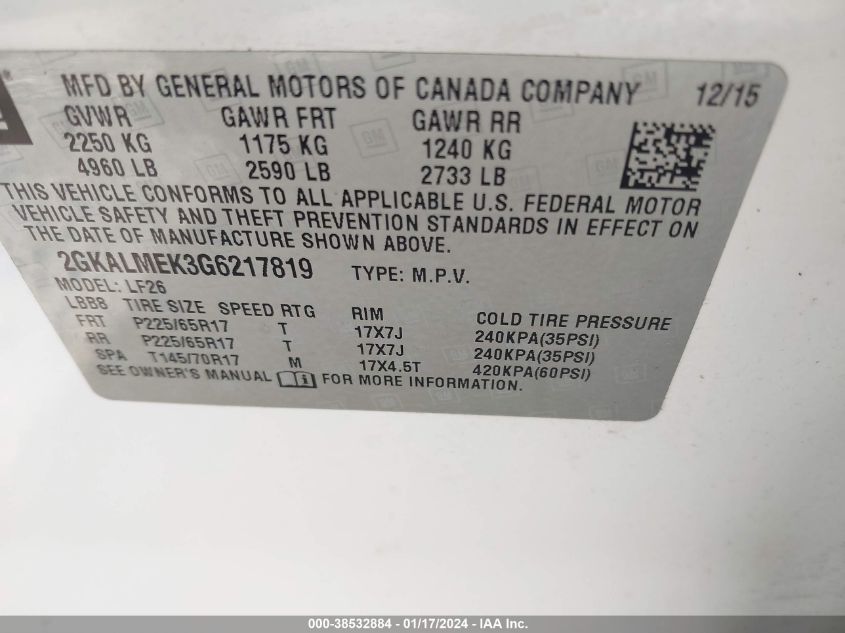 MFD BY GENERAL MOTORS OF CANADA COMPANY 12/15
GVWR GAWR FRT GAWR RR
2250 KG 1175 KG 1240 KG
4960 LB 2590 LB 2733 LB
THIS VEHICLE CONFORMS TO ALL APPLICABLE U.S. FEDERAL MOTOR
VEHICLE SAFETY AND THEFT PREVENTION STANDARDS IN EFFECT ON
THE DATE OF MANUFACTURE SHOWN ABOVE.
2GKALMEK3G6217819 TYPE: M.P.V.
MODEL: LF26
LBB8 TIRE SIZE SPEED RTG RIM COLD TIRE PRESSURE
FRT P225/65R17 T 17X7J 240KPA(35PSI)
RR P225/65R17 T 17X7J 240KPA(35PSI)
SPA T145/70R17 M 17X4.5T 420KPA(60PSI)
SEE OWNER'S MANUAL FOR MORE INFORMATION.
000-38532884 - 01/17/2024 - IAA Inc.